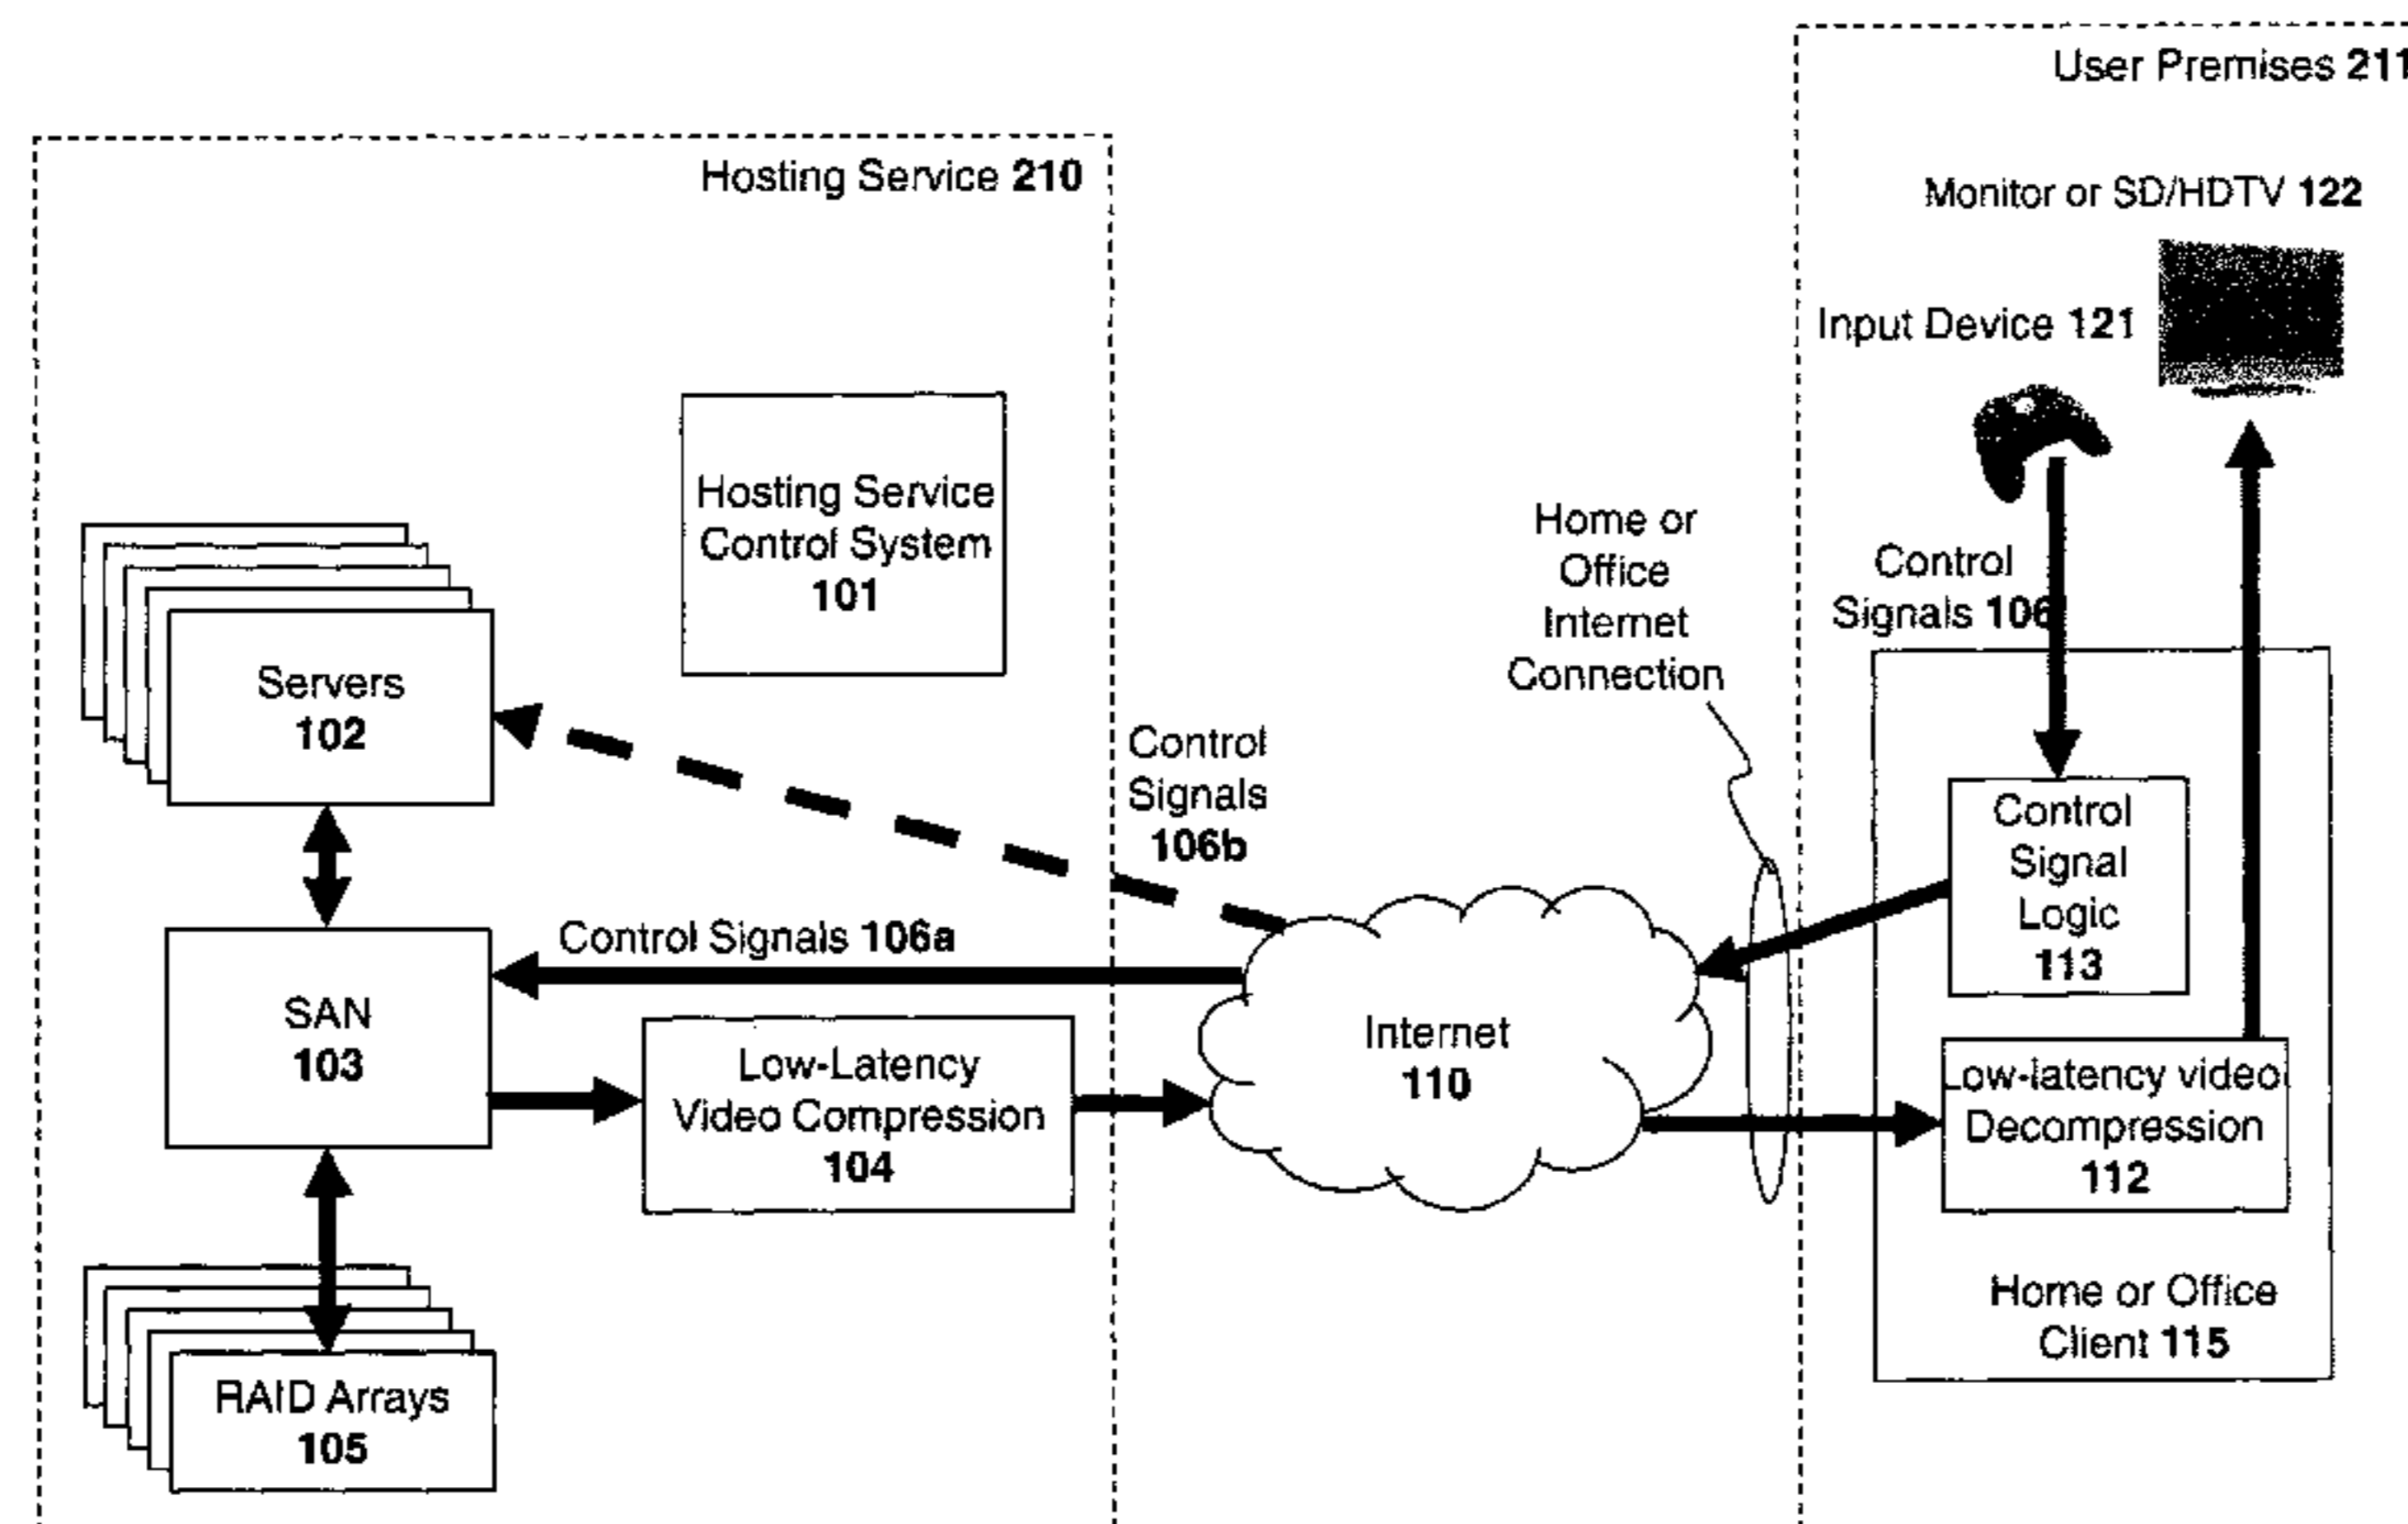 User Premises 211
Hosting Service 210
Monitor or SD/HDTV 122
Input Device 121
Hosting Service
Control System
101
Home or
Office
Internet
Connection
Control
Signals 106
Servers
102
Control
Signals
106b
Control
Signal
Logic
113
Control Signals 106a
SAN
103
Low-Latency
Video Compression
104
Internet
110
Low-latency video
Decompression
112
Home or Office
Client 115
RAID Arrays
105